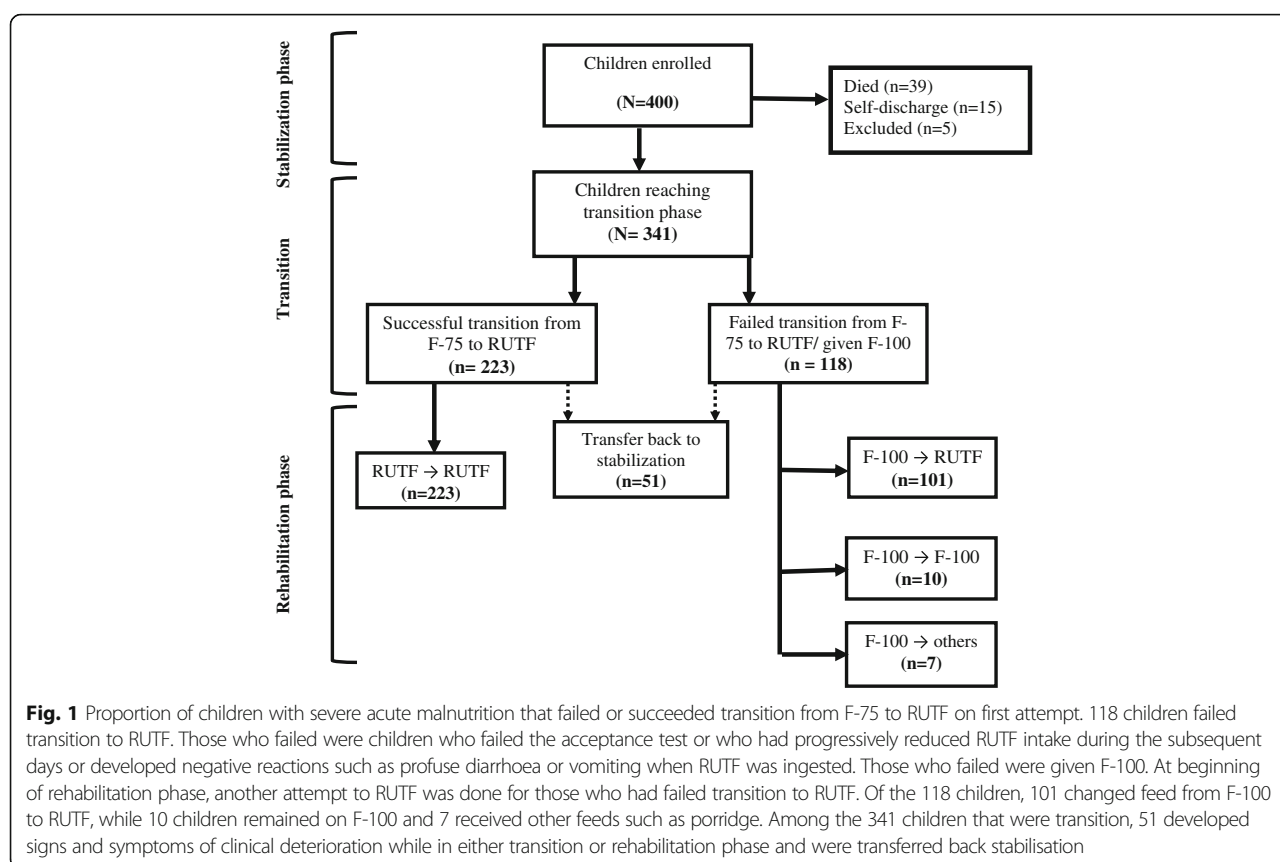 Stabilization phase
Children enrolled
(N=400)
Died (n=39)
Self-discharge (n=15)
Excluded (n=5)
Transition
Children reaching
transition phase
(N= 341)
Successful transition from
F-75 to RUTF
(n= 223)
Failed transition from F-
75 to RUTF/ given F-100
(n = 118)
Rehabilitation phase
RUTF → RUTF
(n=223)
Transfer back to
stabilization
(n=51)
F-100 → RUTF
(n=101)
F-100 → F-100
(n=10)
F-100 → others
(n=7)
Fig. 1 Proportion of children with severe acute malnutrition that failed or succeeded transition from F-75 to RUTF on first attempt. 118 children failed
transition to RUTF. Those who failed were children who failed the acceptance test or who had progressively reduced RUTF intake during the subsequent
days or developed negative reactions such as profuse diarrhoea or vomiting when RUTF was ingested. Those who failed were given F-100. At beginning
of rehabilitation phase, another attempt to RUTF was done for those who had failed transition to RUTF. Of the 118 children, 101 changed feed from F-100
to RUTF, while 10 children remained on F-100 and 7 received other feeds such as porridge. Among the 341 children that were transition, 51 developed
signs and symptoms of clinical deterioration while in either transition or rehabilitation phase and were transferred back stabilisation